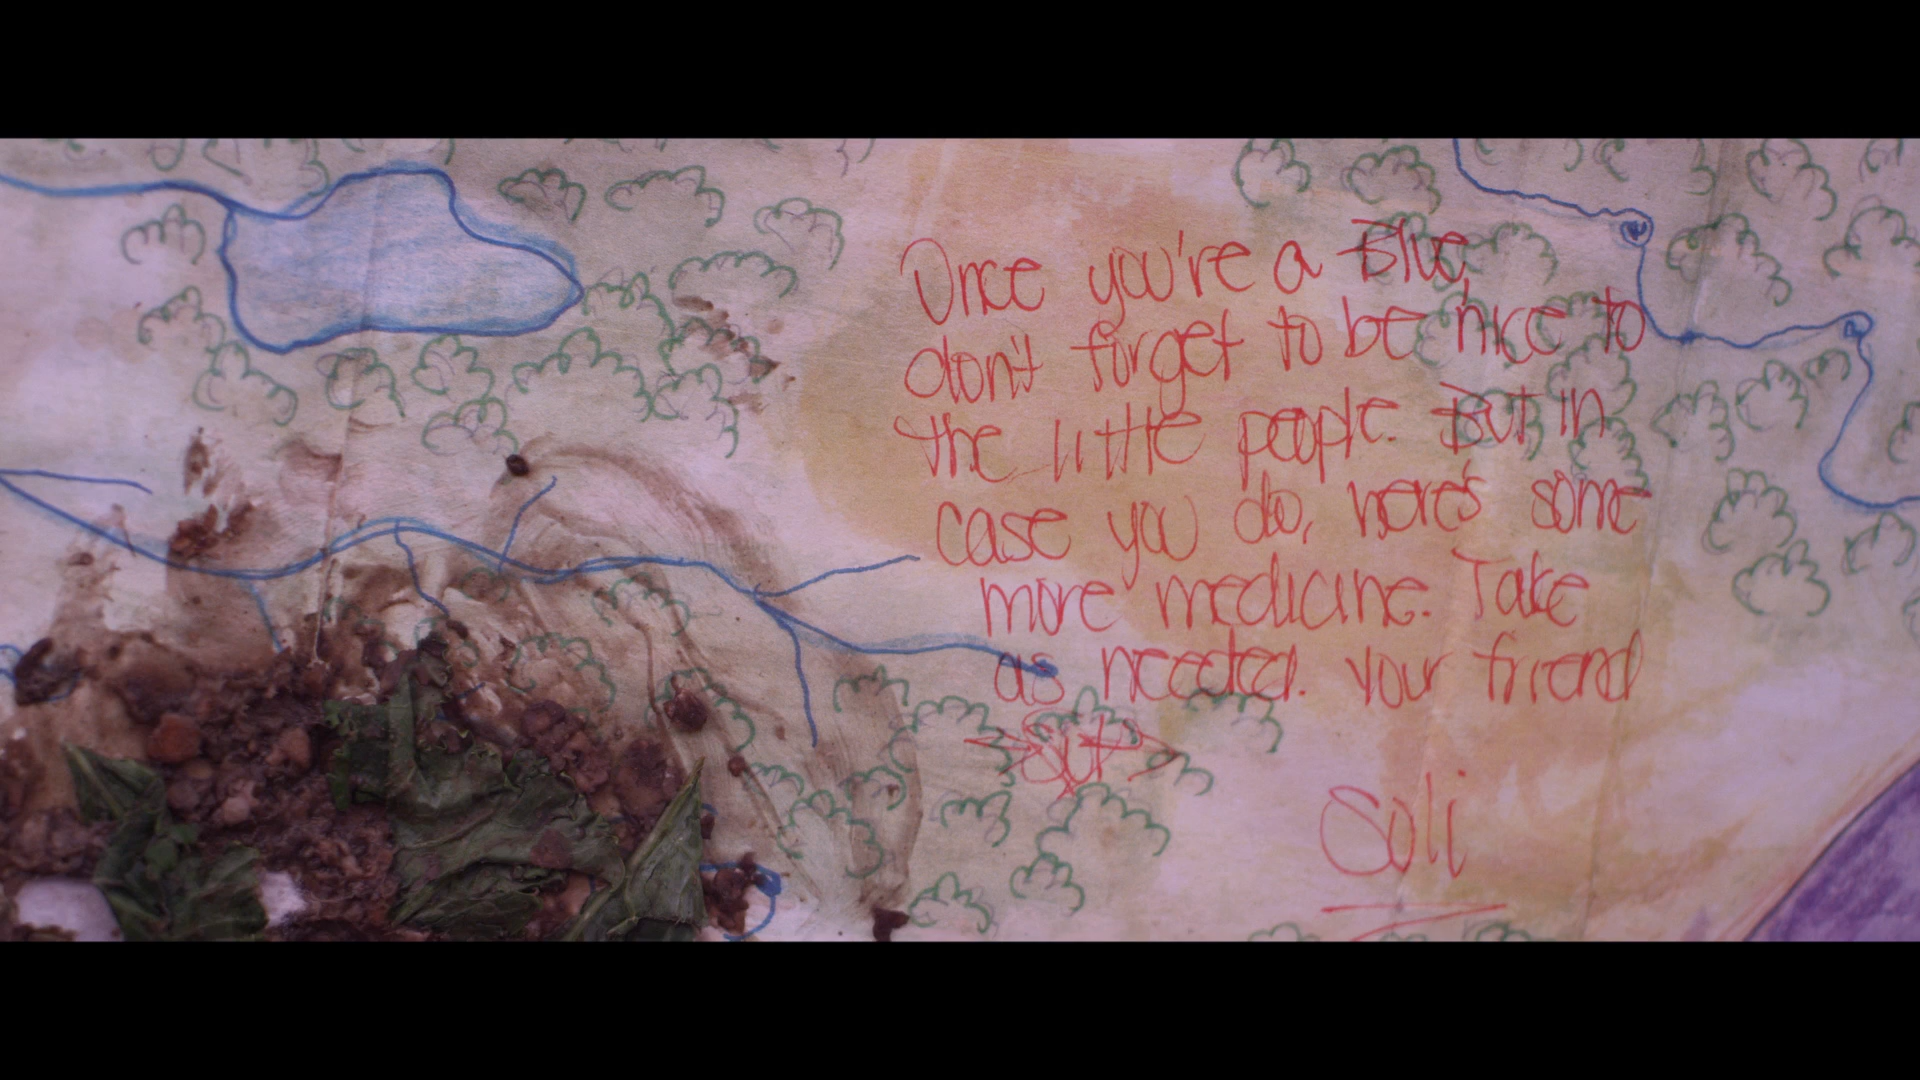 Once you're a Blue,
don't forget to be nice to
the little people. But in
case you do, here's some
more medicine. Take
as needed. Your friend
Soli